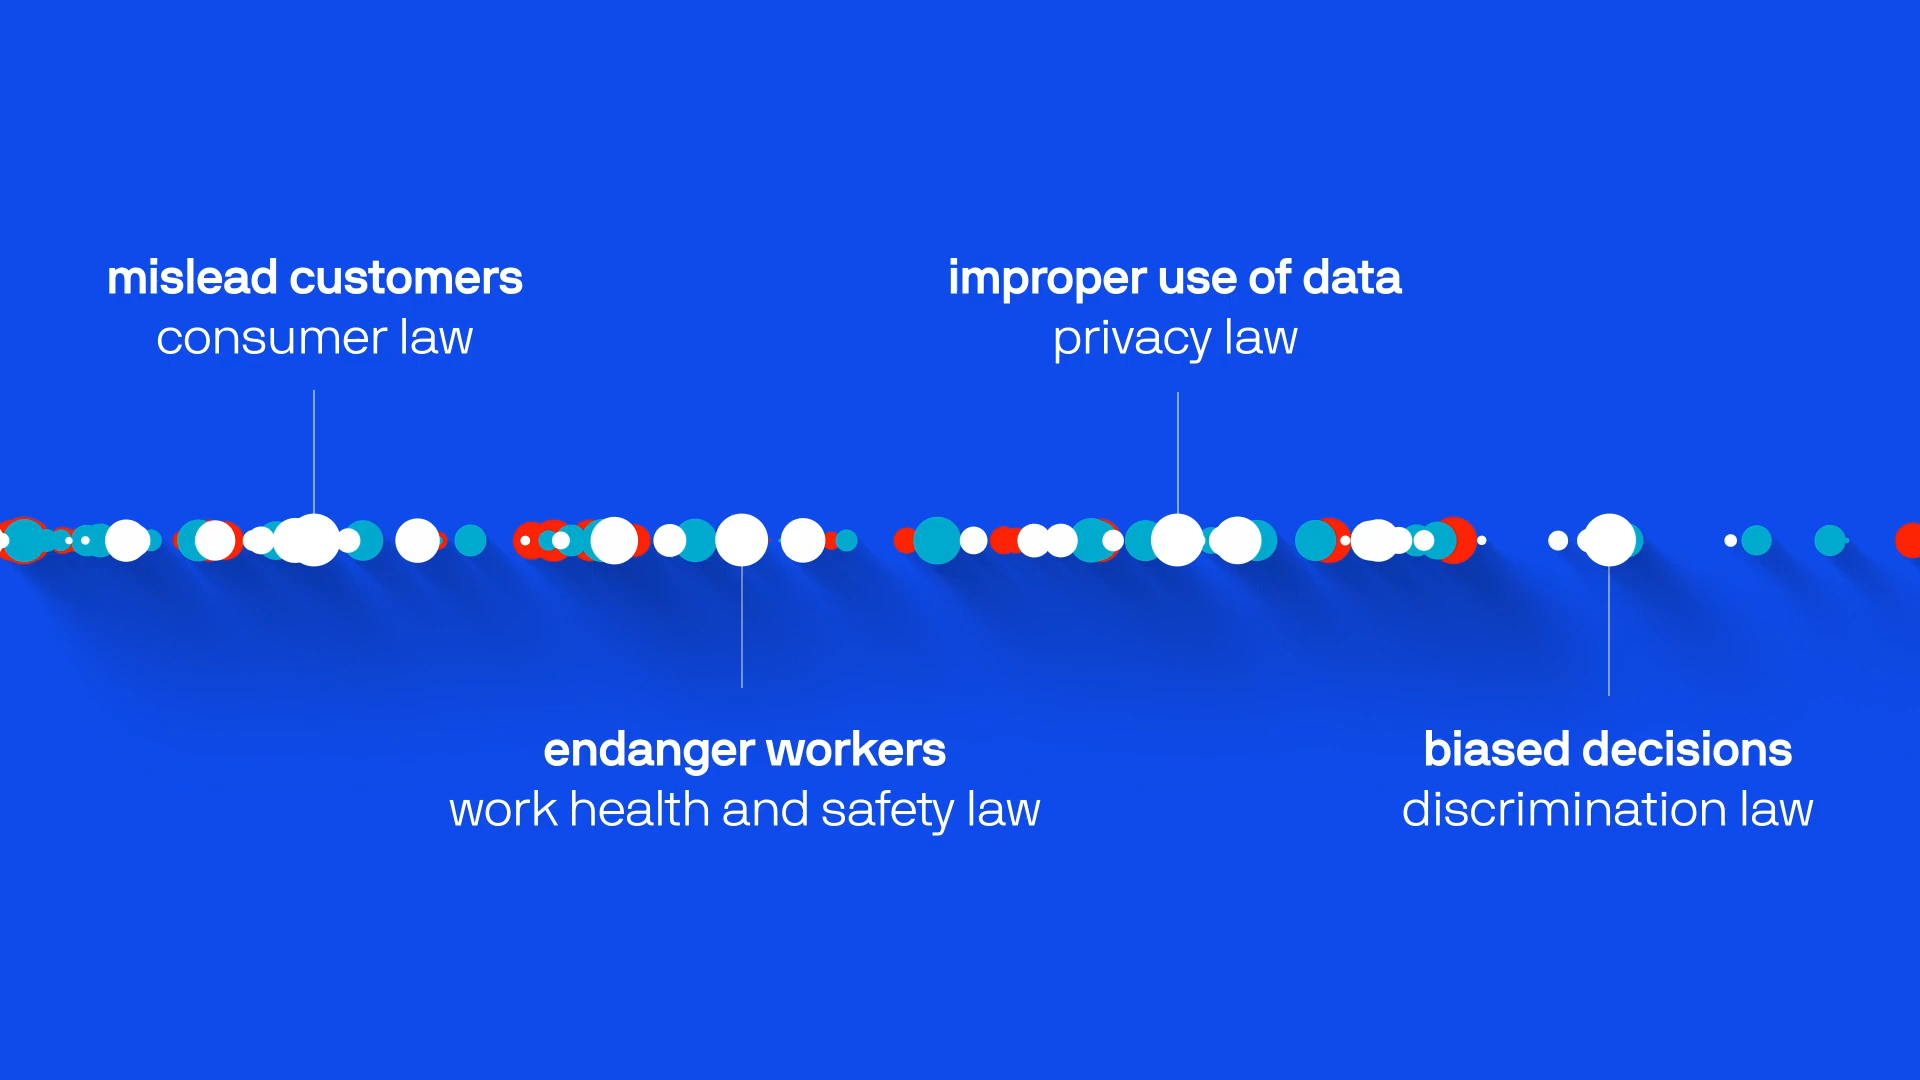 mislead customers
consumer law
improper use of data
privacy law
endanger workers
work health and safety law
biased decisions
discrimination law